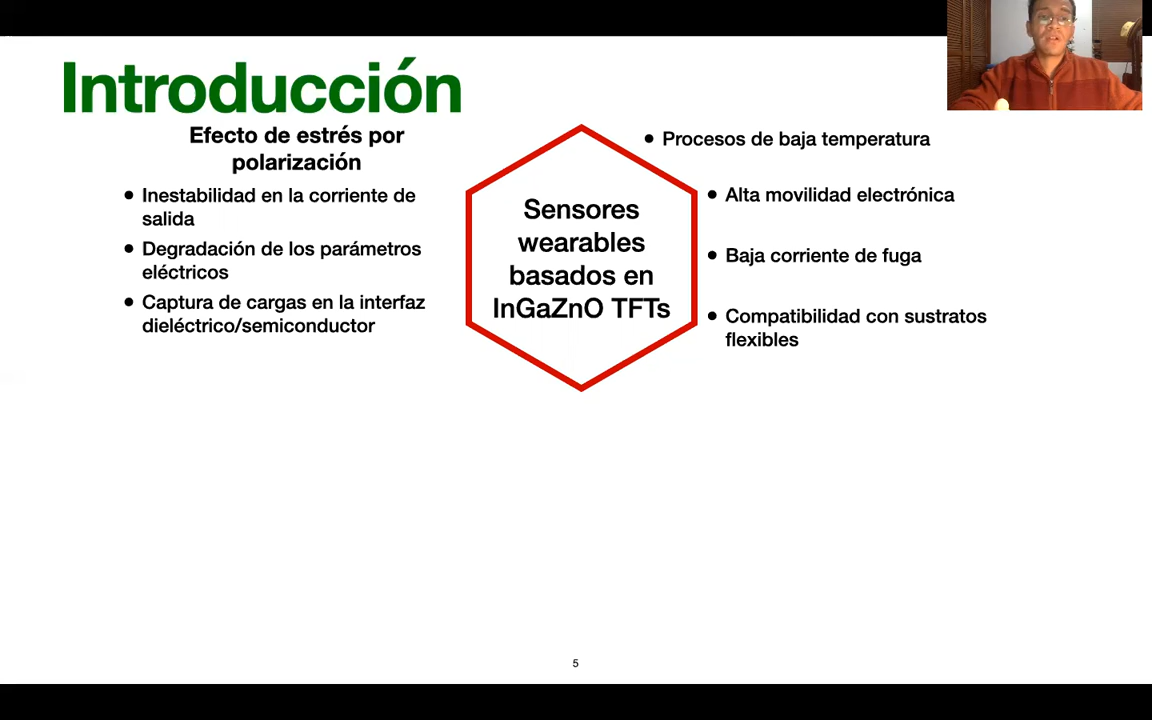 Introducción
Efecto de estrés por
polarización
• Inestabilidad en la corriente de
salida
• Degradación de los parámetros
eléctricos
• Captura de cargas en la interfaz
dieléctrico/semiconductor
Sensores
wearables
basados en
InGaZnO TFTs
• Procesos de baja temperatura
• Alta movilidad electrónica
• Baja corriente de fuga
• Compatibilidad con sustratos
flexibles
5